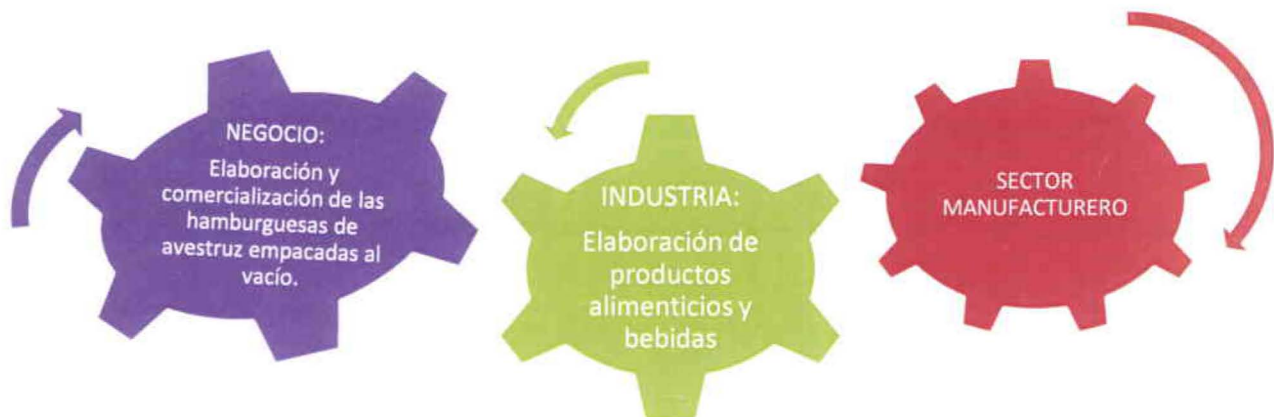 NEGOCIO:
Elaboración y
comercialización de las
hamburguesas de
avestruz empacadas al
vacío.
INDUSTRIA:
Elaboración de
productos
alimenticios y
bebidas
SECTOR
MANUFACTURERO